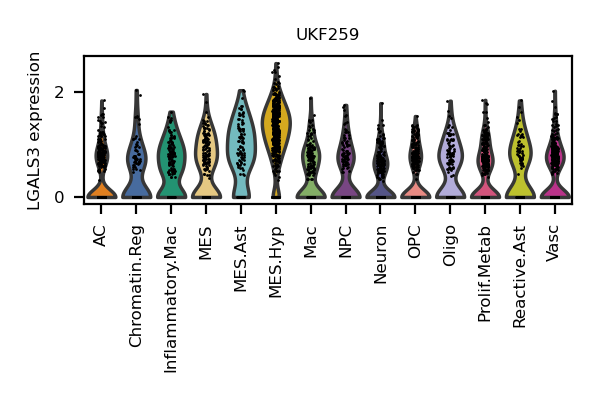 UKF259
LGALS3 expression
2
0
AC
Chromatin.Reg
Inflammatory.Mac
MES
MES.Ast
MES.Hyp
Mac
NPC
Neuron
OPC
Oligo
Prolif.Metab
Reactive.Ast
Vasc